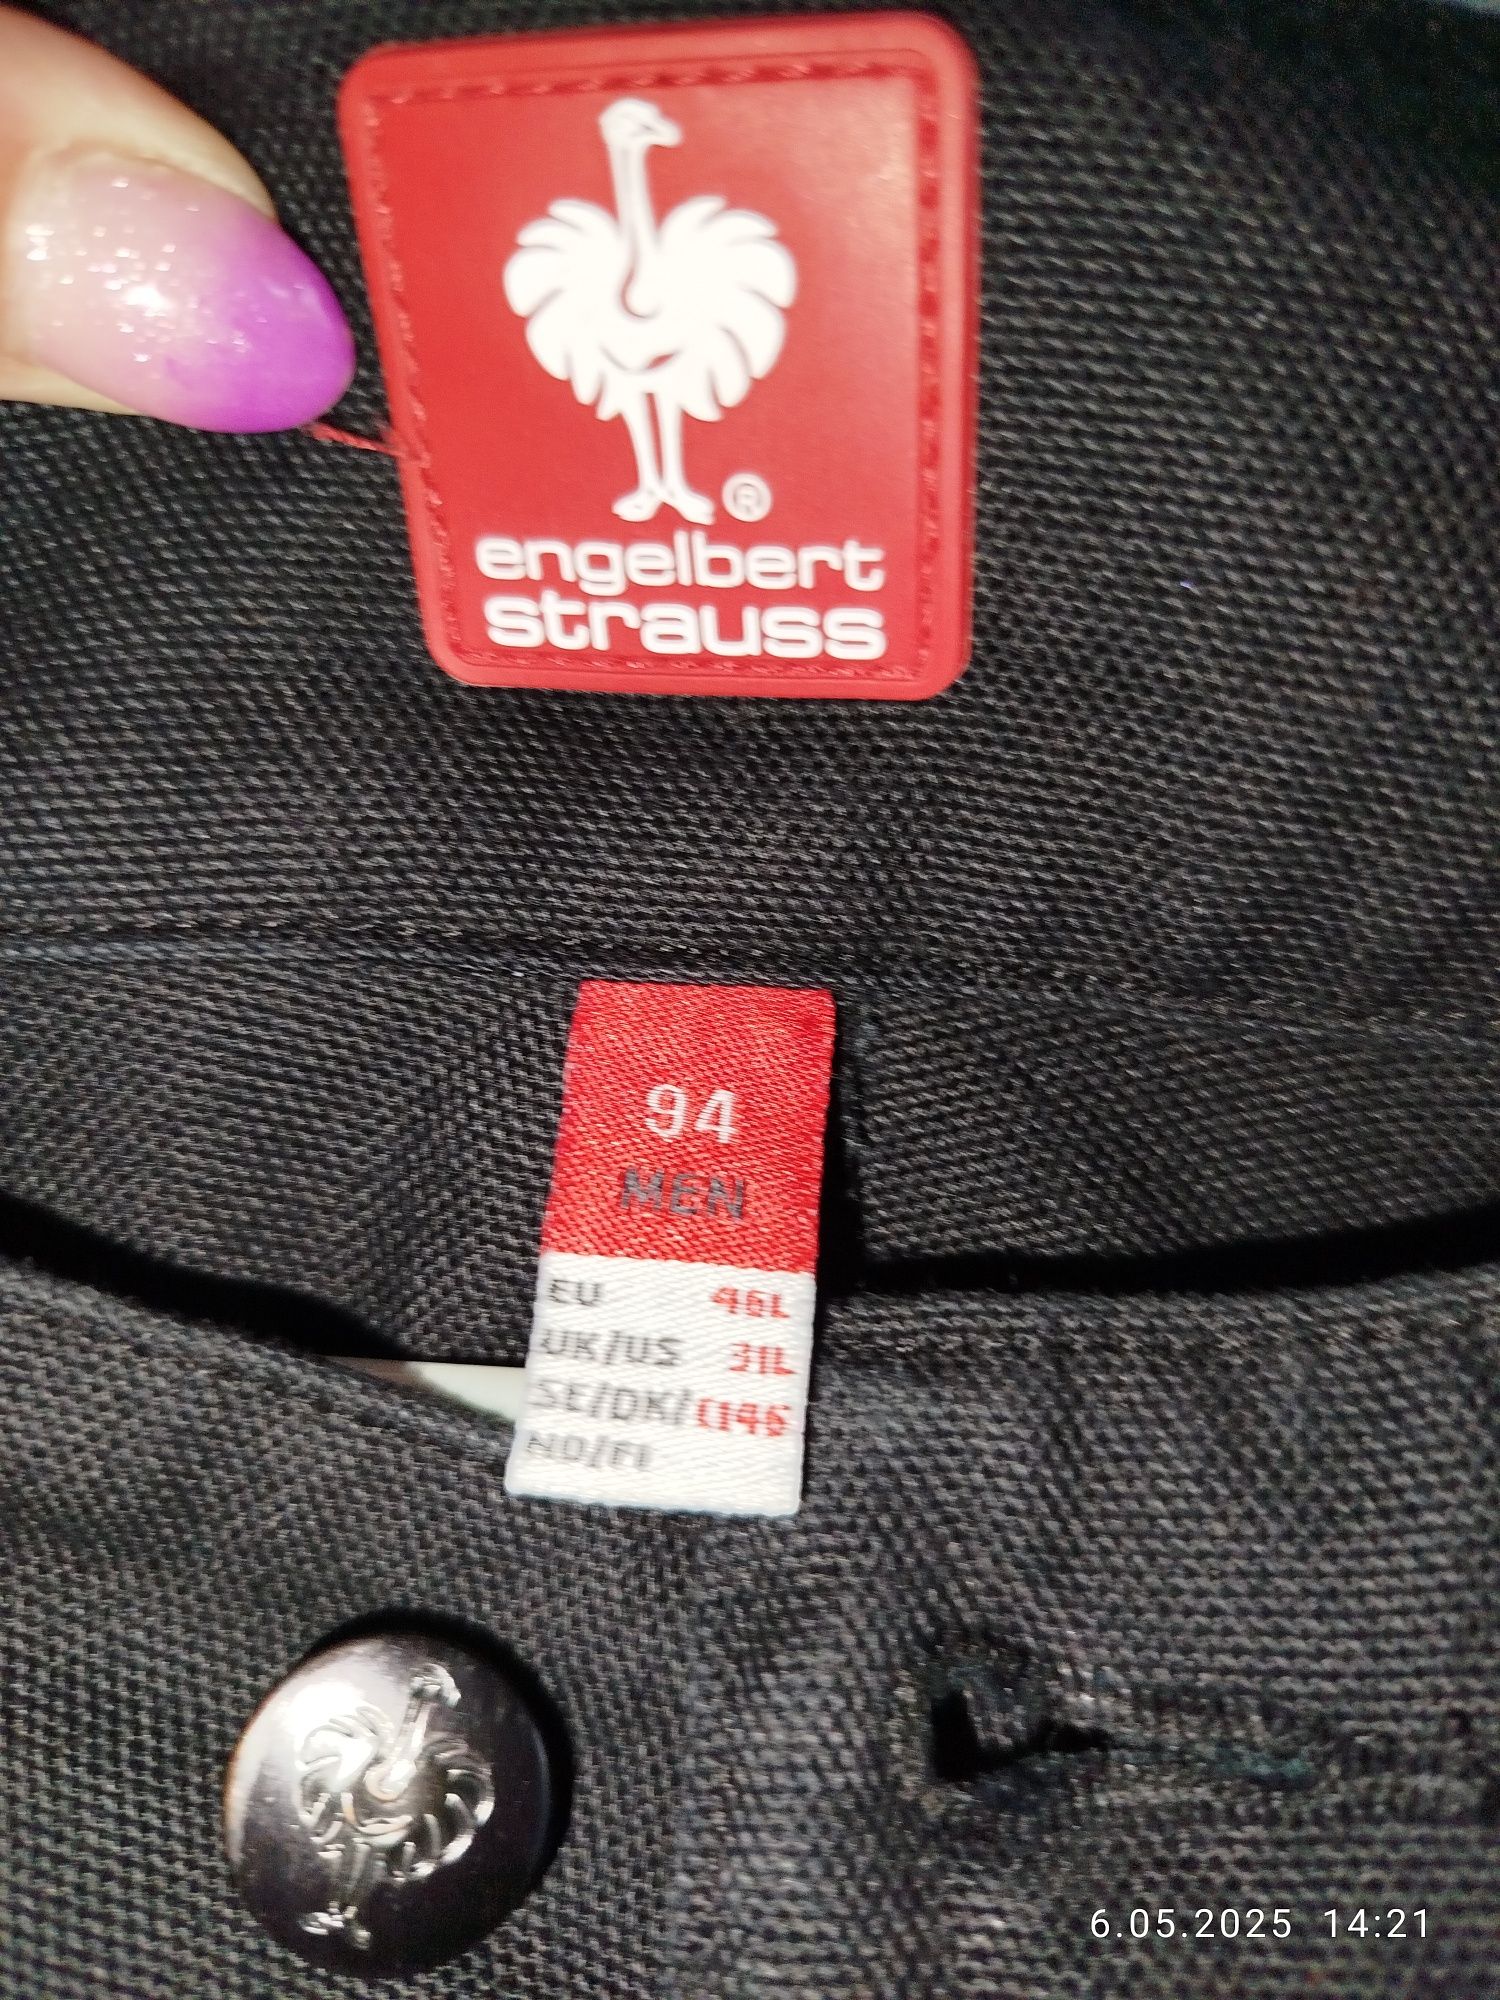 ®
engelbert
strauss
94
MEN
EU 46L
UK/US 31L
SE/DK/ C146
NO/FI
6.05.2025 14:21